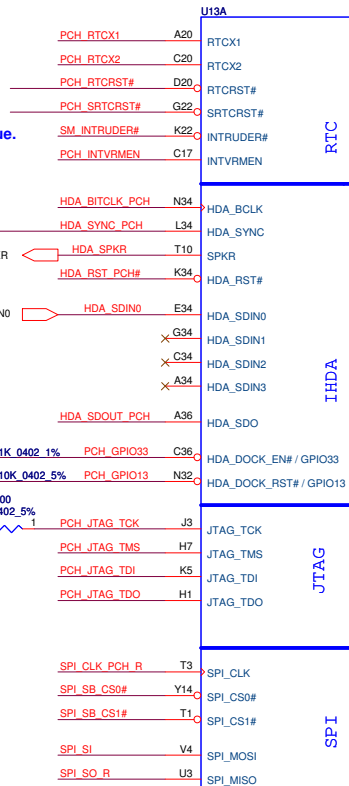 U13A
PCH_RTCX1 A20 RTCX1
PCH_RTCX2 C20 RTCX2
PCH_RTCRST# D20 RTCRST#
PCH_SRTCRST# G22 SRTCRST#
ue.
SM_INTRUDER# K22 INTRUDER#
PCH_INTVRMEN C17 INTVRMEN
RTC
HDA_BITCLK_PCH N34 HDA_BCLK
HDA_SYNC_PCH L34 HDA_SYNC
R HDA_SPKR T10 SPKR
HDA_RST_PCH# K34 HDA_RST#
N0 HDA_SDIN0 E34 HDA_SDIN0
G34 HDA_SDIN1
C34 HDA_SDIN2
A34 HDA_SDIN3
IHDA
HDA_SDOUT_PCH A36 HDA_SDO
1K_0402_1% PCH_GPIO33 C36 HDA_DOCK_EN# / GPIO33
10K_0402_5% PCH_GPIO13 N32 HDA_DOCK_RST# / GPIO13
00
402_5%
1 PCH_JTAG_TCK J3 JTAG_TCK
PCH_JTAG_TMS H7 JTAG_TMS
PCH_JTAG_TDI K5 JTAG_TDI
PCH_JTAG_TDO H1 JTAG_TDO
JTAG
SPI_CLK_PCH_R T3 SPI_CLK
SPI_SB_CS0# Y14 SPI_CS0#
SPI_SB_CS1# T1 SPI_CS1#
SPI
SPI_SI V4 SPI_MOSI
SPI_SO_R U3 SPI_MISO